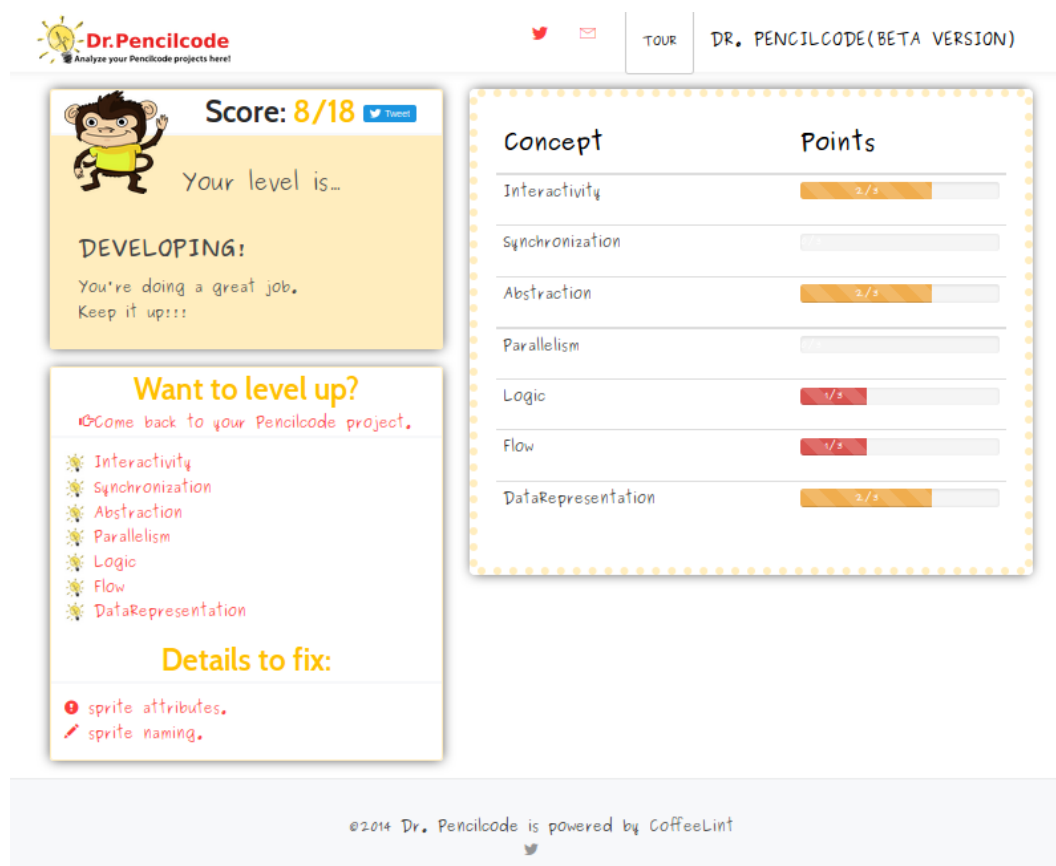 Dr.Pencilcode
Analyze your Pencilcode projects here!
TOUR
DR. PENCILCODE(BETA VERSION)
Score: 8/18 Tweet
Your level is…
DEVELOPING!
You're doing a great job.
Keep it up!!!
Want to level up?
Come back to your Pencilcode project.
Interactivity
Synchronization
Abstraction
Parallelism
Logic
Flow
DataRepresentation
Details to fix:
sprite attributes.
sprite naming.
Concept Points
Interactivity 2/3
Synchronization
Abstraction 2/3
Parallelism
Logic 1/3
Flow 1/3
DataRepresentation 2/3
©2014 Dr. Pencilcode is powered by CoffeeLint